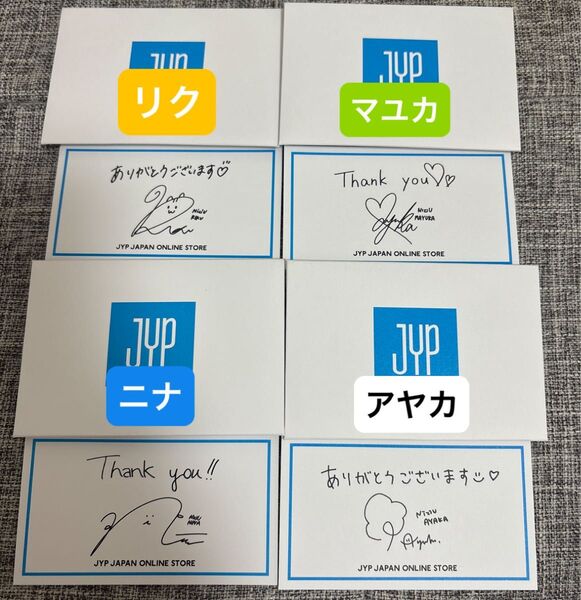 JYP
リク
JYP
マユカ
ありがとうございます♡
NIZIU
RIKU
JYP JAPAN ONLINE STORE
Thank you♡♡
NIZIU
MAYUKA
JYP JAPAN ONLINE STORE
JYP
ニナ
JYP
アヤカ
Thank you!!
NIZIU
NINA
JYP JAPAN ONLINE STORE
ありがとうございます♡
NIZIU
AYAKA
JYP JAPAN ONLINE STORE